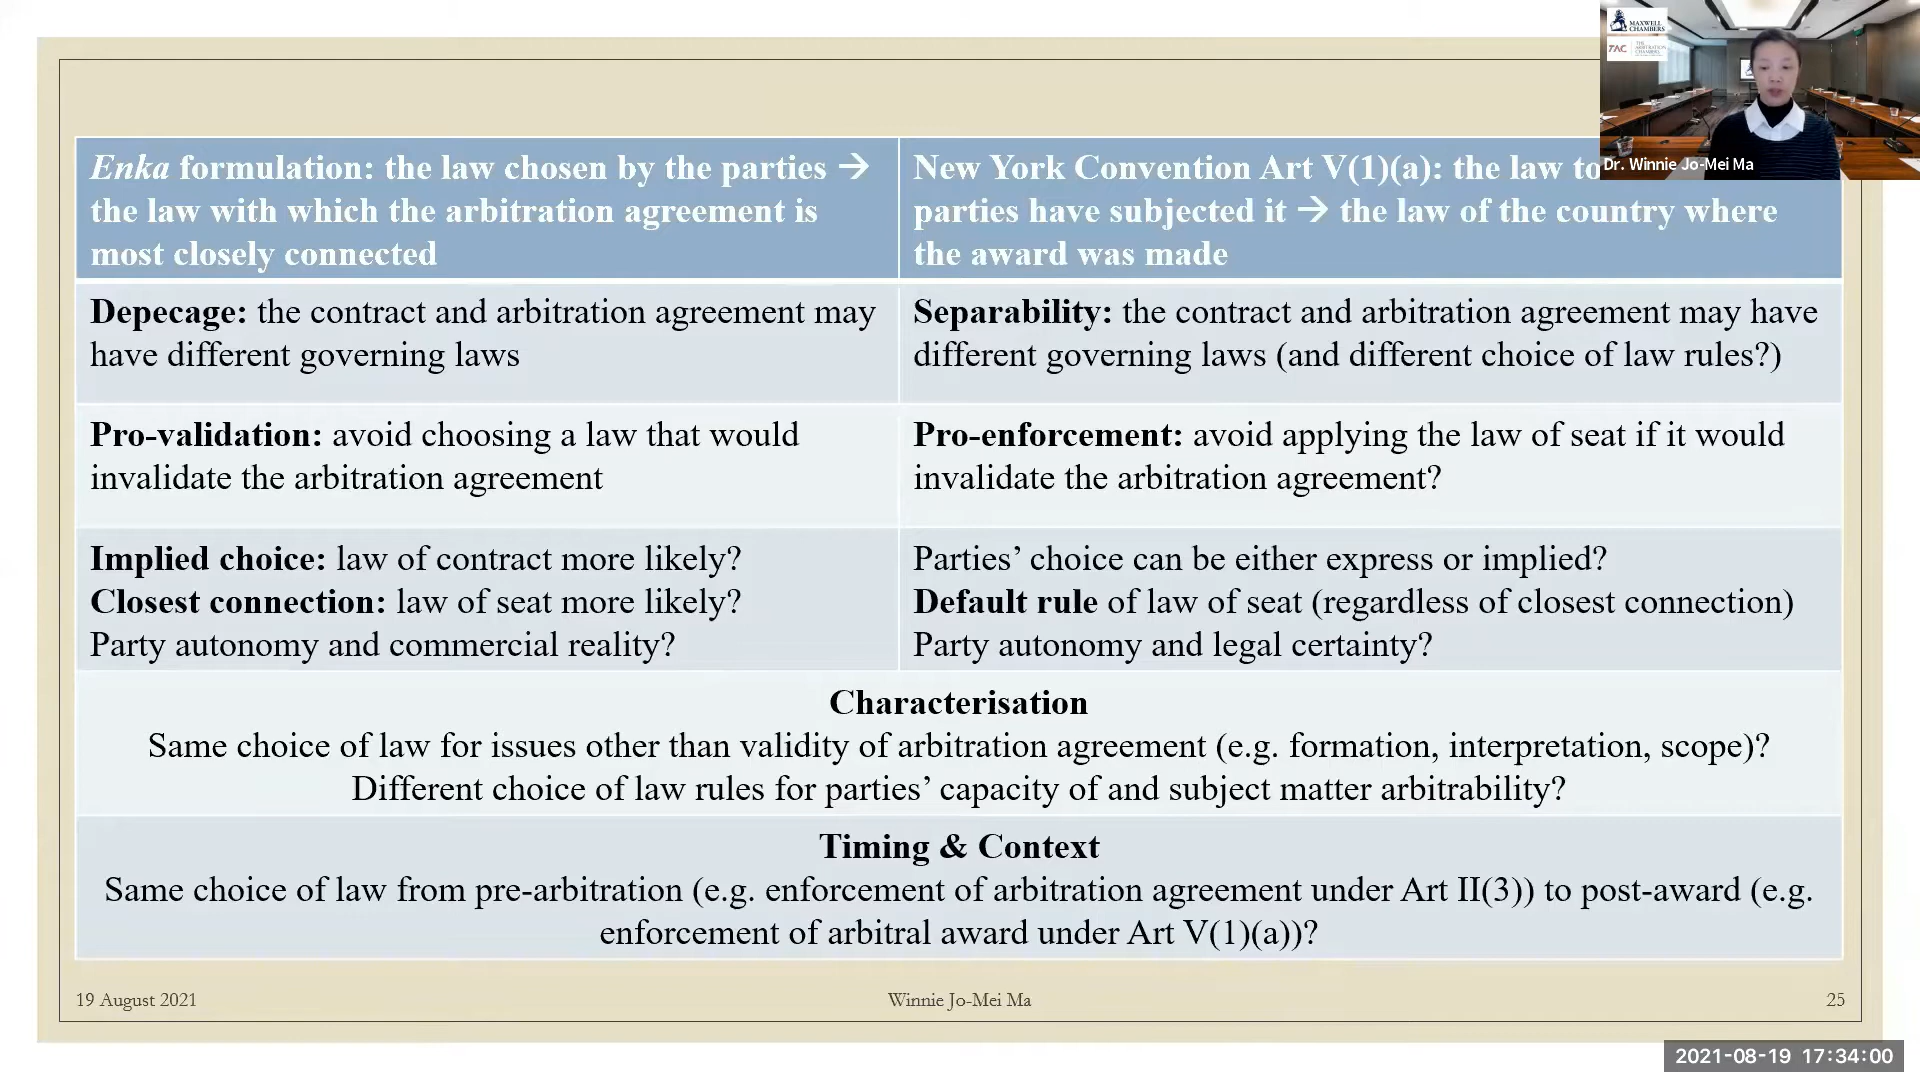 MAXWELL
CHAMBERS
TAC
THE
ARBITRATION
CHAMBERS
Dr. Winnie Jo-Mei Ma
Enka formulation: the law chosen by the parties →
the law with which the arbitration agreement is
most closely connected
New York Convention Art V(1)(a): the law to
parties have subjected it → the law of the country where
the award was made
Depecage: the contract and arbitration agreement may
have different governing laws
Separability: the contract and arbitration agreement may have
different governing laws (and different choice of law rules?)
Pro-validation: avoid choosing a law that would
invalidate the arbitration agreement
Pro-enforcement: avoid applying the law of seat if it would
invalidate the arbitration agreement?
Implied choice: law of contract more likely?
Closest connection: law of seat more likely?
Party autonomy and commercial reality?
Parties’ choice can be either express or implied?
Default rule of law of seat (regardless of closest connection)
Party autonomy and legal certainty?
Characterisation
Same choice of law for issues other than validity of arbitration agreement (e.g. formation, interpretation, scope)?
Different choice of law rules for parties’ capacity of and subject matter arbitrability?
Timing & Context
Same choice of law from pre-arbitration (e.g. enforcement of arbitration agreement under Art II(3)) to post-award (e.g.
enforcement of arbitral award under Art V(1)(a))?
19 August 2021
Winnie Jo-Mei Ma
25
2021-08-19 17:34:00